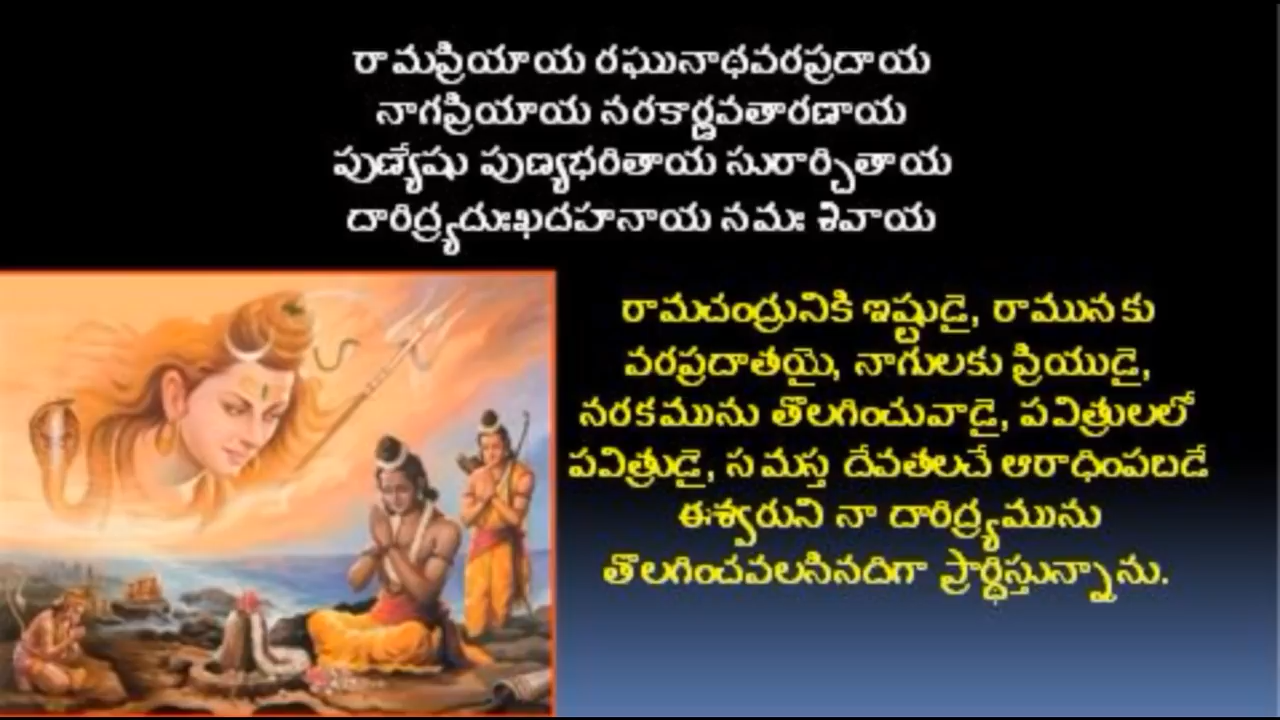 రామప్రియాయ రఘునాథవరప్రదాయ
నాగప్రియాయ నరకార్ణవతారణాయ
పుణ్యేషు పుణ్యభరితాయ సురార్చితాయ
దారిద్ర్యదుఃఖదహనాయ నమః శివాయ
రామచంద్రునికి ఇష్టుడై, రామునకు
వరప్రదాతయై, నాగులకు ప్రియుడై,
నరకమును తొలగించువాడై, పవిత్రులలో
పవిత్రుడై, సమస్త దేవతలచే ఆరాధింపబడే
ఈశ్వరుని నా దారిద్ర్యమును
తొలగించవలసినదిగా ప్రార్థిస్తున్నాను.